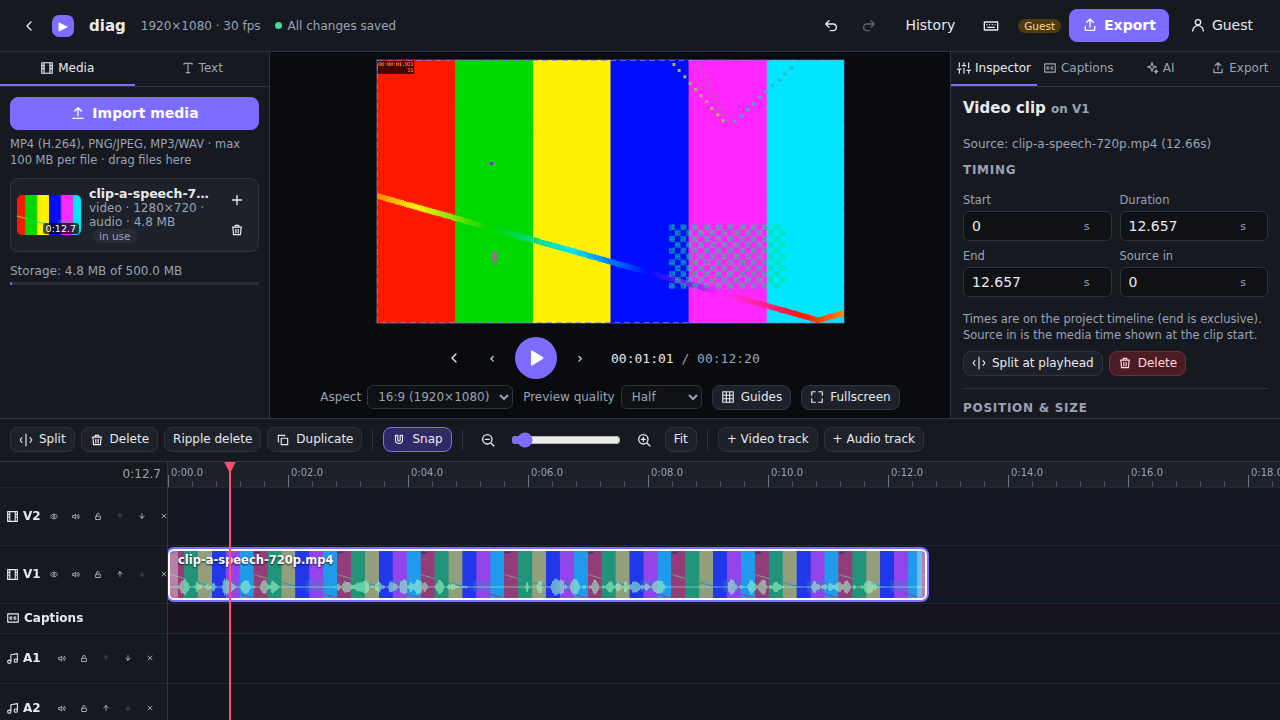 diag
1920×1080 · 30 fps
All changes saved
History
Guest
Export
Guest
Media
Text
Import media
MP4 (H.264), PNG/JPEG, MP3/WAV · max
100 MB per file · drag files here
clip-a-speech-7…
video · 1280×720 ·
audio · 4.8 MB
in use
0:12.7
Storage: 4.8 MB of 500.0 MB
00:01:01 / 00:12:20
Aspect
16:9 (1920×1080)
Preview quality
Half
Guides
Fullscreen
Inspector
Captions
AI
Export
Video clip on V1
Source: clip-a-speech-720p.mp4 (12.66s)
TIMING
Start
Duration
0 s
12.657 s
End
Source in
12.657 s
0 s
Times are on the project timeline (end is exclusive).
Source in is the media time shown at the clip start.
Split at playhead
Delete
POSITION & SIZE
Split
Delete
Ripple delete
Duplicate
Snap
Fit
+ Video track
+ Audio track
0:12.7
0:00.0
0:02.0
0:04.0
0:06.0
0:08.0
0:10.0
0:12.0
0:14.0
0:16.0
0:18.0
V2
V1
clip-a-speech-720p.mp4
Captions
A1
A2